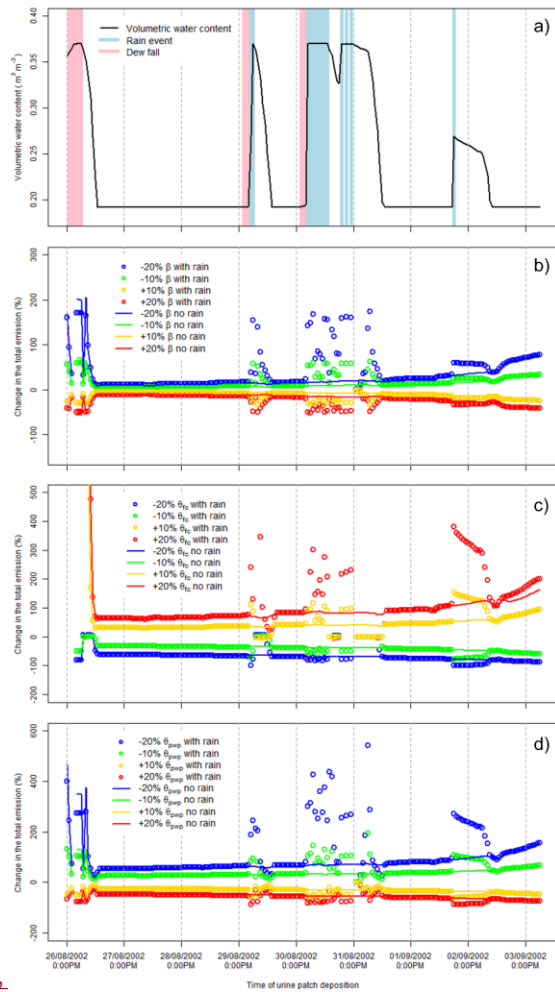 a)
Volumetric water content ( m³ m⁻³)
0.40
0.35
0.30
0.25
0.20
Volumetric water content
Rain event
Dew fall
b)
Change in the total emission (%)
300
200
100
0
-100
-20% β with rain
-10% β with rain
+10% β with rain
+20% β with rain
-20% β no rain
-10% β no rain
+10% β no rain
+20% β no rain
c)
Change in the total emission (%)
500
400
300
200
100
0
-100
-200
-20% θfc with rain
-10% θfc with rain
+10% θfc with rain
+20% θfc with rain
-20% θfc no rain
-10% θfc no rain
+10% θfc no rain
+20% θfc no rain
d)
Change in the total emission (%)
600
400
200
0
-200
-20% θpwp with rain
-10% θpwp with rain
+10% θpwp with rain
+20% θpwp with rain
-20% θpwp no rain
-10% θpwp no rain
+10% θpwp no rain
+20% θpwp no rain
26/08/2002 27/08/2002 28/08/2002 29/08/2002 30/08/2002 01/09/2002 02/09/2002 03/09/2002
0:00PM 0:00PM 0:00PM 0:00PM 0:00PM 0:00PM 0:00PM 0:00PM
Time of urine patch deposition